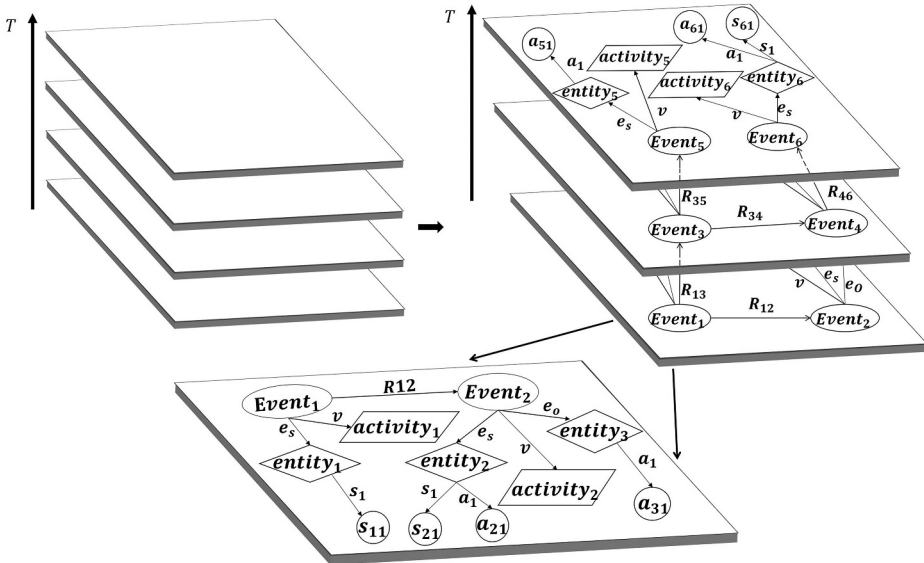 T
T
a₅₁
a₆₁
s₆₁
a₁
activity₅
a₁
s₁
entity₅
activity₆
entity₆
eₛ
v
v
eₛ
Event₅
Event₆
R₃₅
R₄₆
Event₃
R₃₄
Event₄
R₁₃
v
eₛ
e_O
Event₁
R₁₂
Event₂
Event₁
R12
Event₂
eₛ
v
activity₁
eₛ
v
eₒ
entity₃
entity₁
entity₂
activity₂
a₁
s₁
s₁
a₁
s₁₁
s₂₁
a₂₁
a₃₁